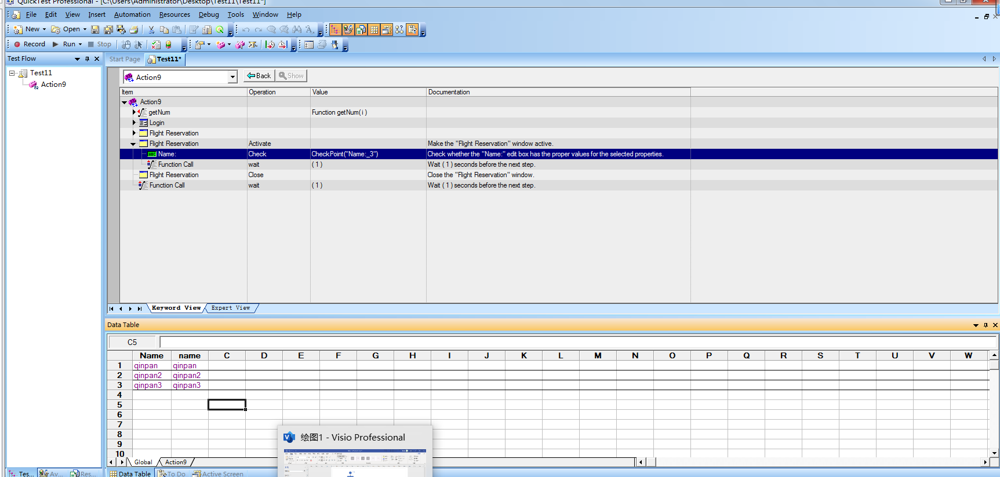 QuickTest Professional - [C:\Users\Administrator\Desktop\Test11\Test11*]
File Edit View Insert Automation Resources Debug Tools Window Help
New Open
Record Run Stop
Test Flow
Start Page Test11*
Test11
Action9
Action9 Back Show
Item Operation Value Documentation
Action9
getNum Function getNum( i )
Login
Flight Reservation
Flight Reservation Activate Make the "Flight Reservation" window active.
ABC Name: Check CheckPoint("Name:_3") Check whether the "Name:" edit box has the proper values for the selected properties.
Function Call wait ( 1 ) Wait ( 1 ) seconds before the next step.
Flight Reservation Close Close the "Flight Reservation" window.
Function Call wait ( 1 ) Wait ( 1 ) seconds before the next step.
Keyword View Expert View
Data Table
C5
Name name C D E F G H I J K L M N O P Q R S T U V W
1 qinpan qinpan
2 qinpan2 qinpan2
3 qinpan3 qinpan3
4
5
6
7
8
9
10
绘图1 - Visio Professional
Global Action9
Tes... Av... Res... Data Table To Do Active Screen